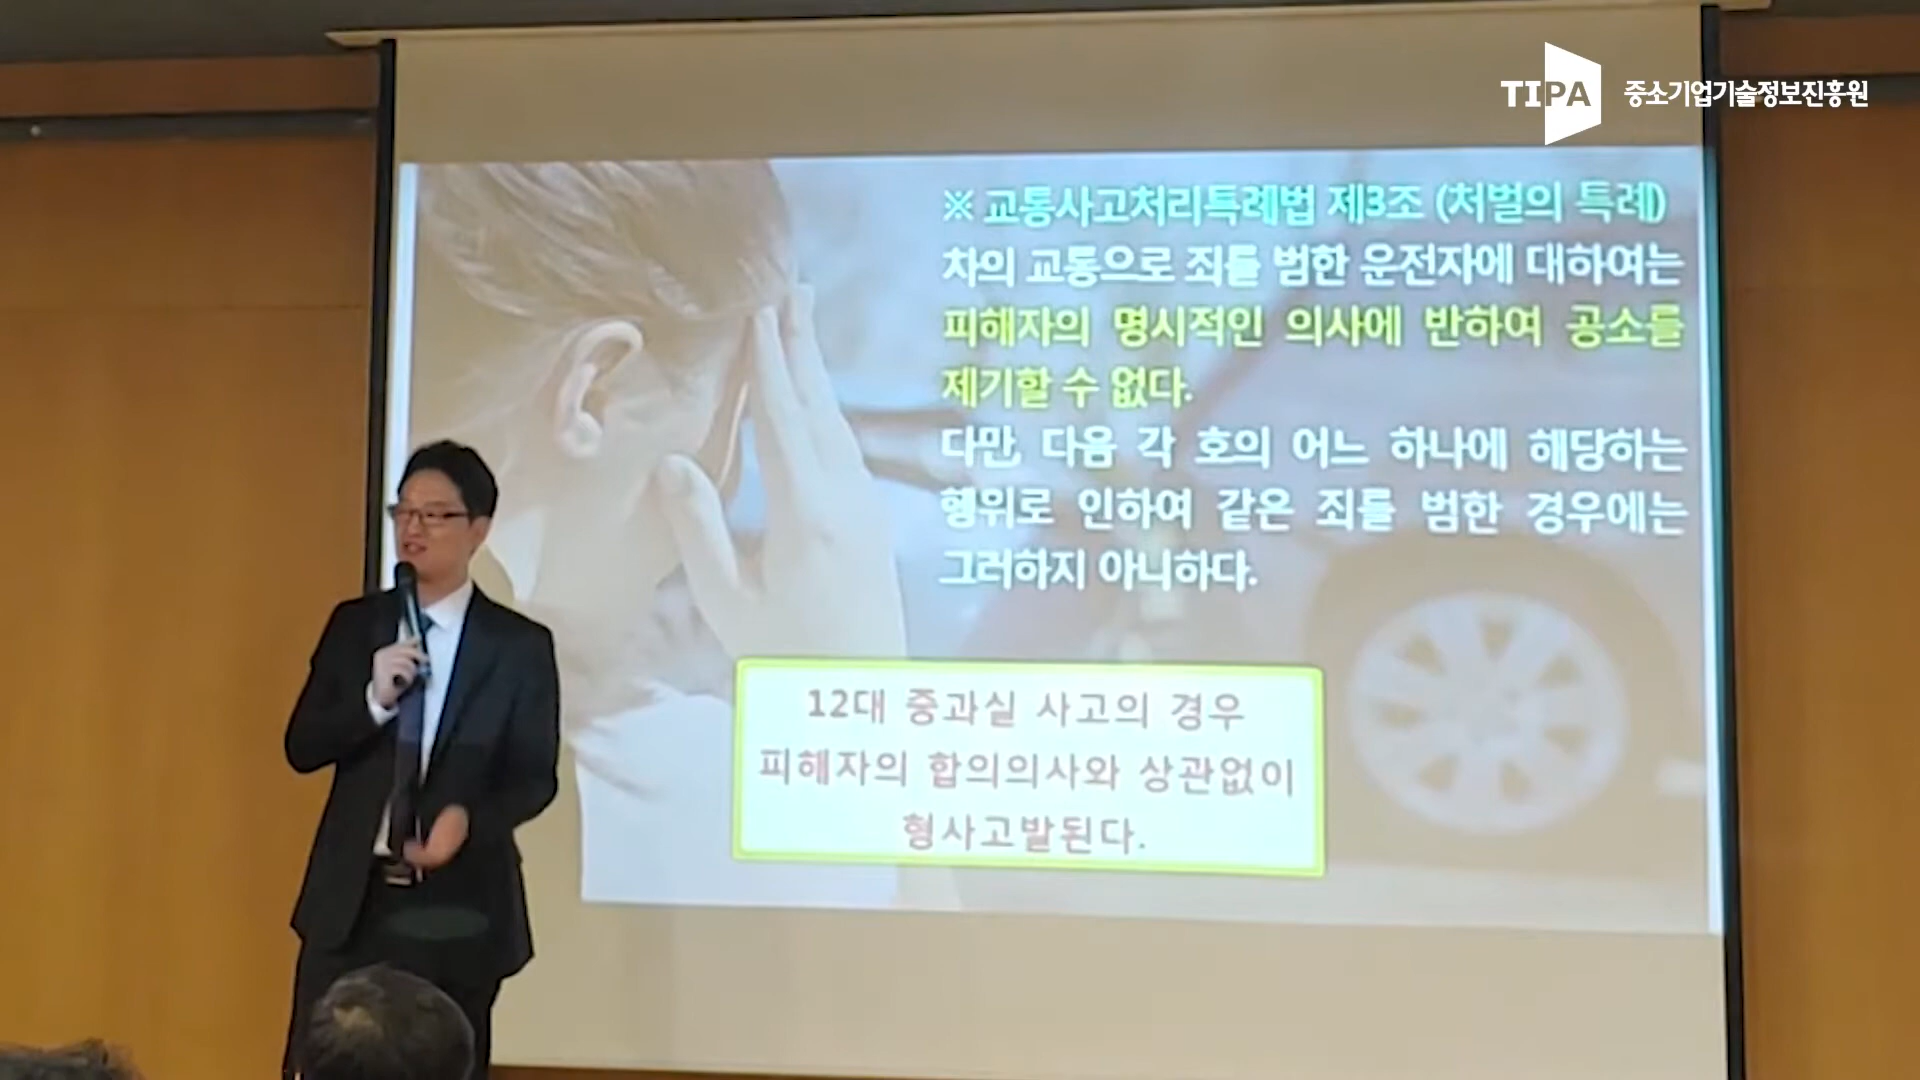 TIPA 중소기업기술정보진흥원
※ 교통사고처리특례법 제3조 (처벌의 특례)
차의 교통으로 죄를 범한 운전자에 대하여는
피해자의 명시적인 의사에 반하여 공소를
제기할 수 없다.
다만, 다음 각 호의 어느 하나에 해당하는
행위로 인하여 같은 죄를 범한 경우에는
그러하지 아니하다.
12대 중과실 사고의 경우
피해자의 합의의사와 상관없이
형사고발된다.